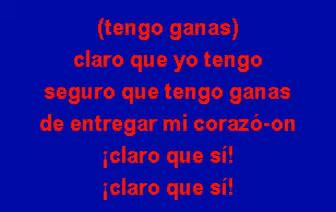 (tengo ganas)
claro que yo tengo
seguro que tengo ganas
de entregar mi corazó-on
¡claro que sí!
¡claro que sí!